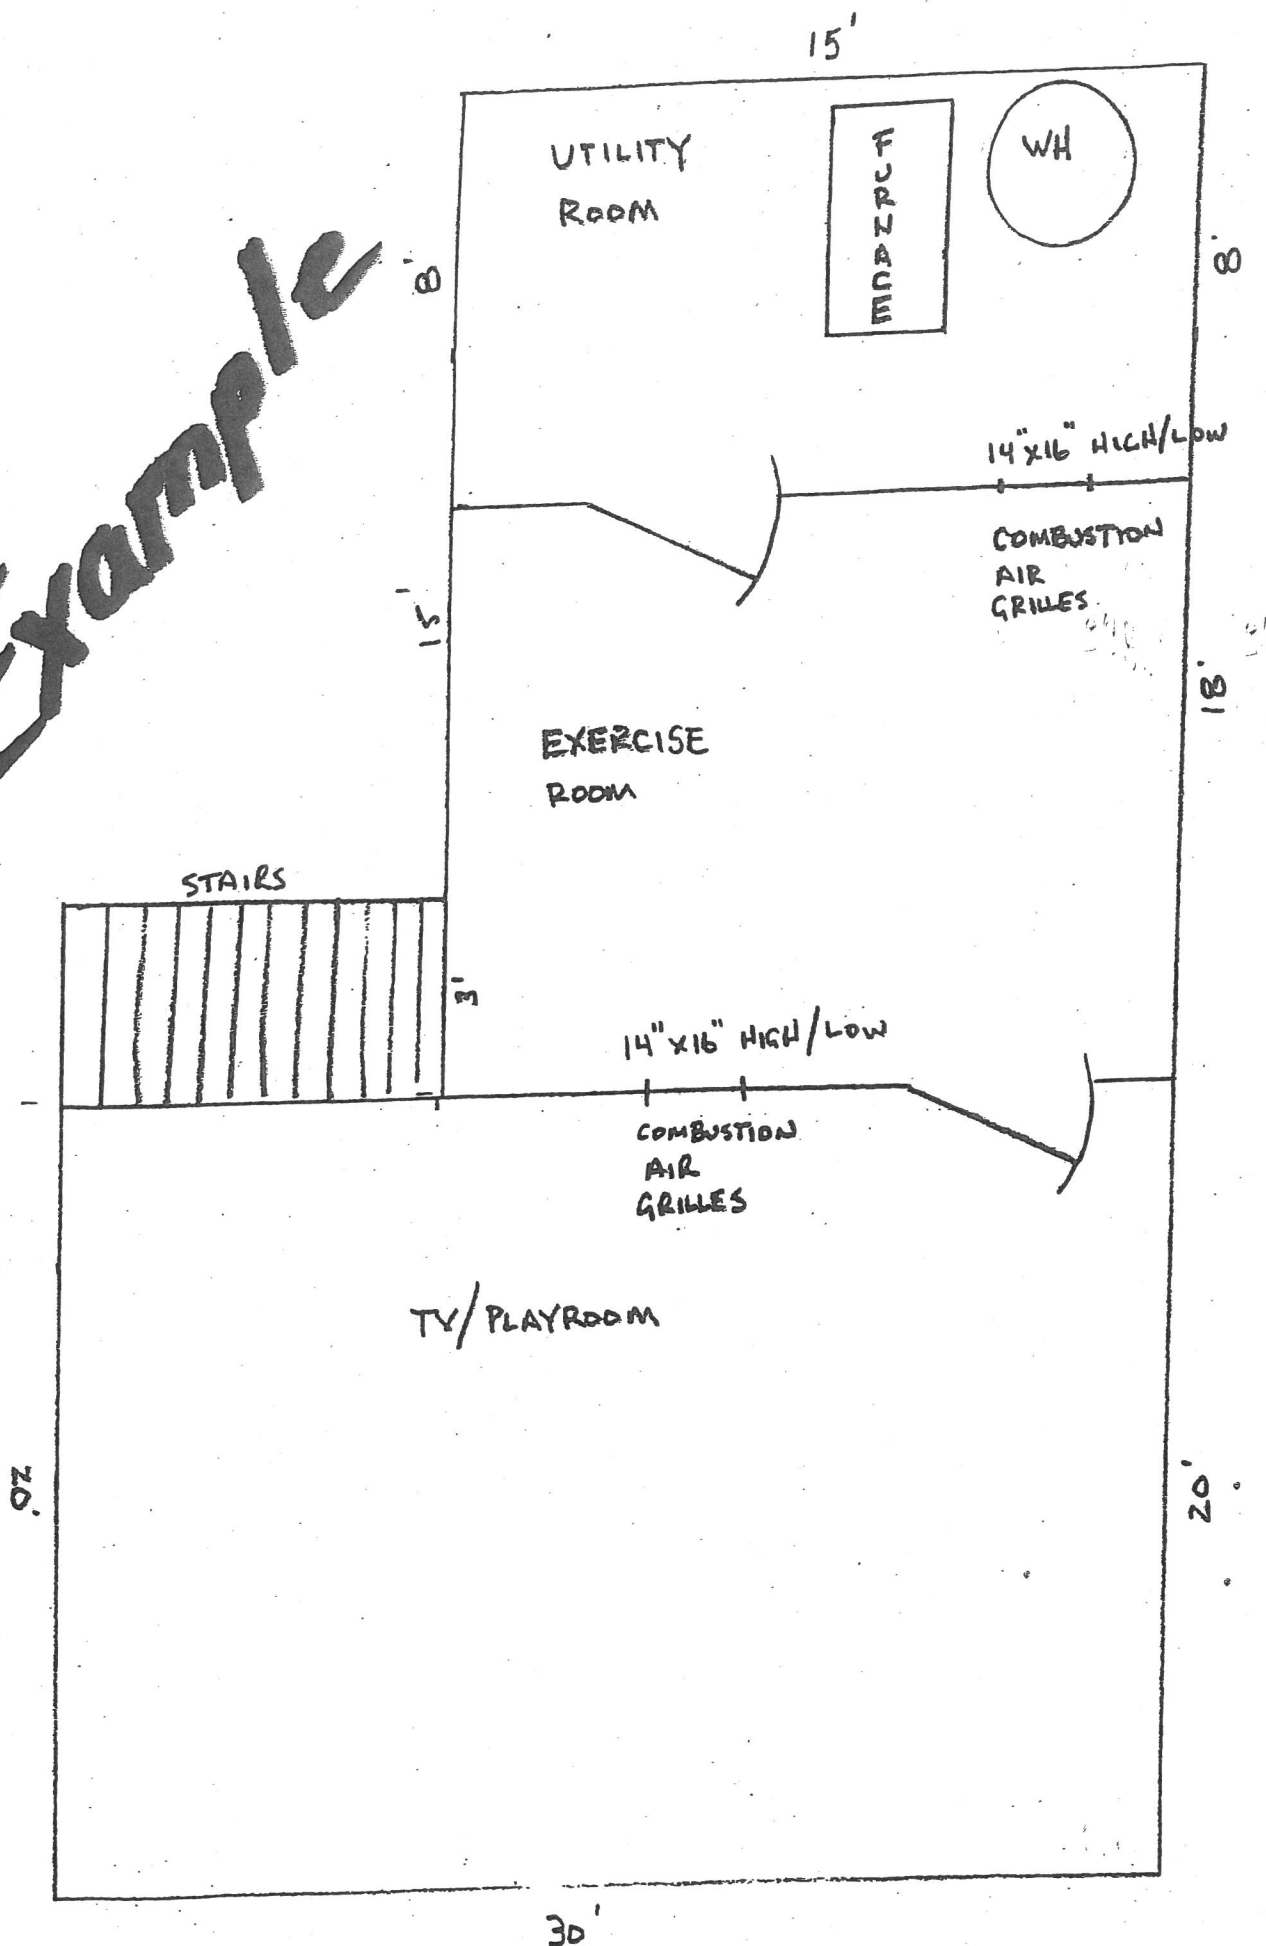 15'
UTILITY
ROOM
FURNACE
WH
8'
8'
Example
14"x16" HIGH/LOW
COMBUSTION
AIR
GRILLES
15'
18'
EXERCISE
ROOM
STAIRS
3'
14"x16" HIGH/LOW
COMBUSTION
AIR
GRILLES
TV/PLAYROOM
20'
20'
30'